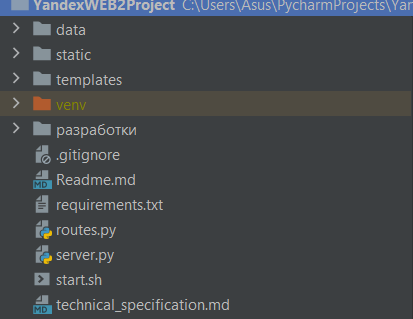 YandexWEB2Project C:\Users\Asus\PycharmProjects\Yan
data
static
templates
venv
разработки
.gitignore
Readme.md
requirements.txt
routes.py
server.py
start.sh
technical_specification.md